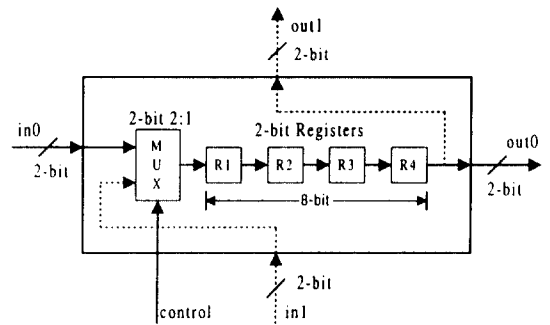 out1
2-bit
2-bit 2:1
2-bit Registers
in0
2-bit
M
U
X
R1
R2
R3
R4
out0
2-bit
8-bit
2-bit
control
in1